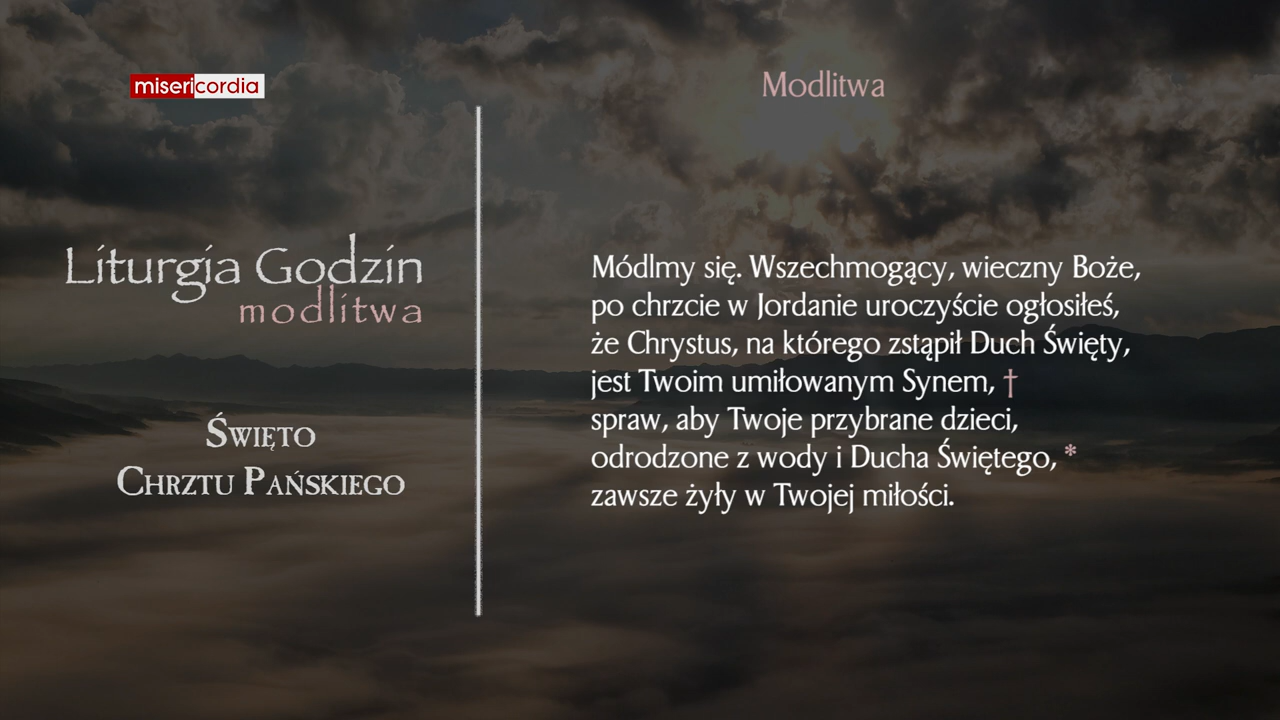 misericordia
Liturgia Godzin
modlitwa
Święto
Chrztu Pańskiego
Modlitwa
Módlmy się. Wszechmogący, wieczny Boże,
po chrzcie w Jordanie uroczyście ogłosiłeś,
że Chrystus, na którego zstąpił Duch Święty,
jest Twoim umiłowanym Synem, †
spraw, aby Twoje przybrane dzieci,
odrodzone z wody i Ducha Świętego, *
zawsze żyły w Twojej miłości.